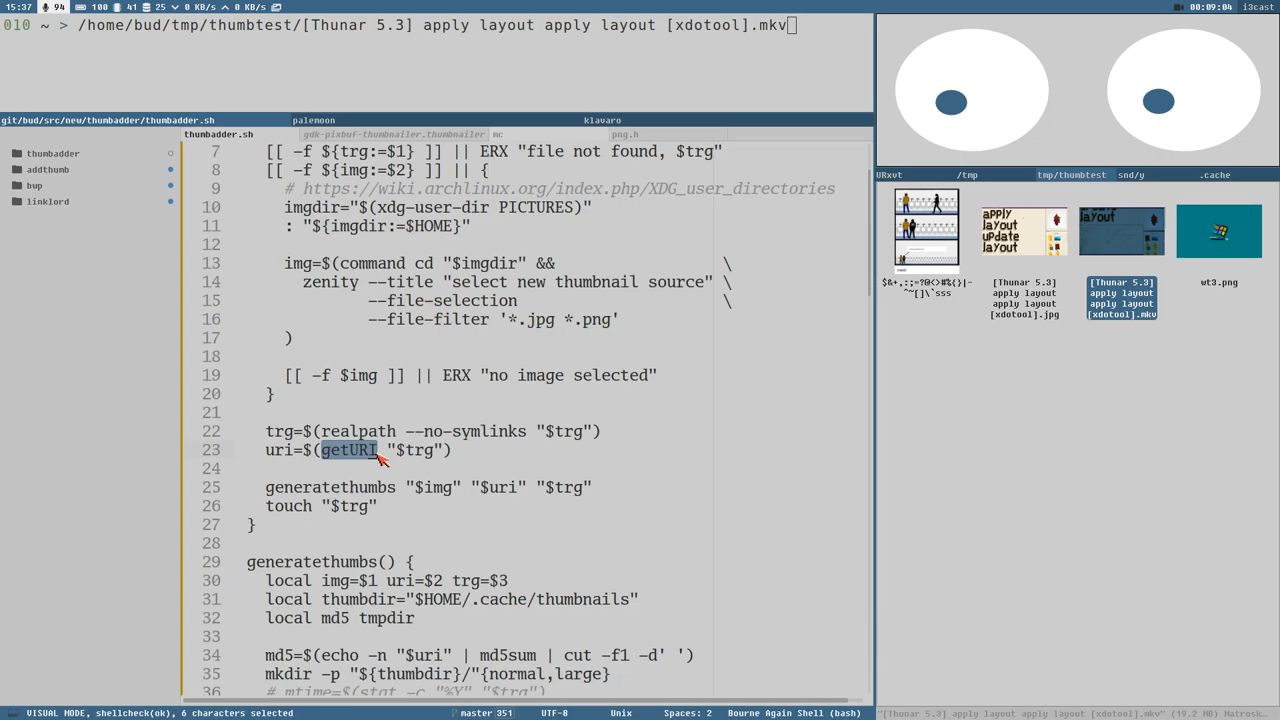 15:37 94 100 41 25 0 KB/s 0 KB/s 00:09:04 i3cast
010 ~ > /home/bud/tmp/thumbtest/[Thunar 5.3] apply layout apply layout [xdotool].mkv
git/bud/src/new/thumbadder/thumbadder.sh palemoon klavaro
thumbadder.sh gdk-pixbuf-thumbnailer.thumbnailer mc png.h
thumbadder
addthumb
bup
linklord
7 [[ -f ${trg:=$1} ]] || ERX "file not found, $trg"
8 [[ -f ${img:=$2} ]] || {
9 # https://wiki.archlinux.org/index.php/XDG_user_directories
10 imgdir="$(xdg-user-dir PICTURES)"
11 : "${imgdir:=$HOME}"
12
13 img=$(command cd "$imgdir" && \
14 zenity --title "select new thumbnail source" \
15 --file-selection \
16 --file-filter '*.jpg *.png'
17 )
18
19 [[ -f $img ]] || ERX "no image selected"
20 }
21
22 trg=$(realpath --no-symlinks "$trg")
23 uri=$(getURI "$trg")
24
25 generatethumbs "$img" "$uri" "$trg"
26 touch "$trg"
27 }
28
29 generatethumbs() {
30 local img=$1 uri=$2 trg=$3
31 local thumbdir="$HOME/.cache/thumbnails"
32 local md5 tmpdir
33
34 md5=$(echo -n "$uri" | md5sum | cut -f1 -d' ')
35 mkdir -p "${thumbdir}/"{normal,large}
36 # mtime=$(stat -c "%Y" "$trg")
VISUAL MODE, shellcheck(ok), 6 characters selected master 351 UTF-8 Unix Spaces: 2 Bourne Again Shell (bash)
URxvt /tmp tmp/thumbtest snd/y .cache
apply
layout
update
layout
layout
$&+,:;=?@<>#%{}|-
^~[]\`sss
[Thunar 5.3]
apply layout
apply layout
[xdotool].jpg
[Thunar 5.3]
apply layout
apply layout
[xdotool].mkv
wt3.png
"[Thunar 5.3] apply layout apply layout [xdotool].mkv" (19.2 MB) Matrosk…